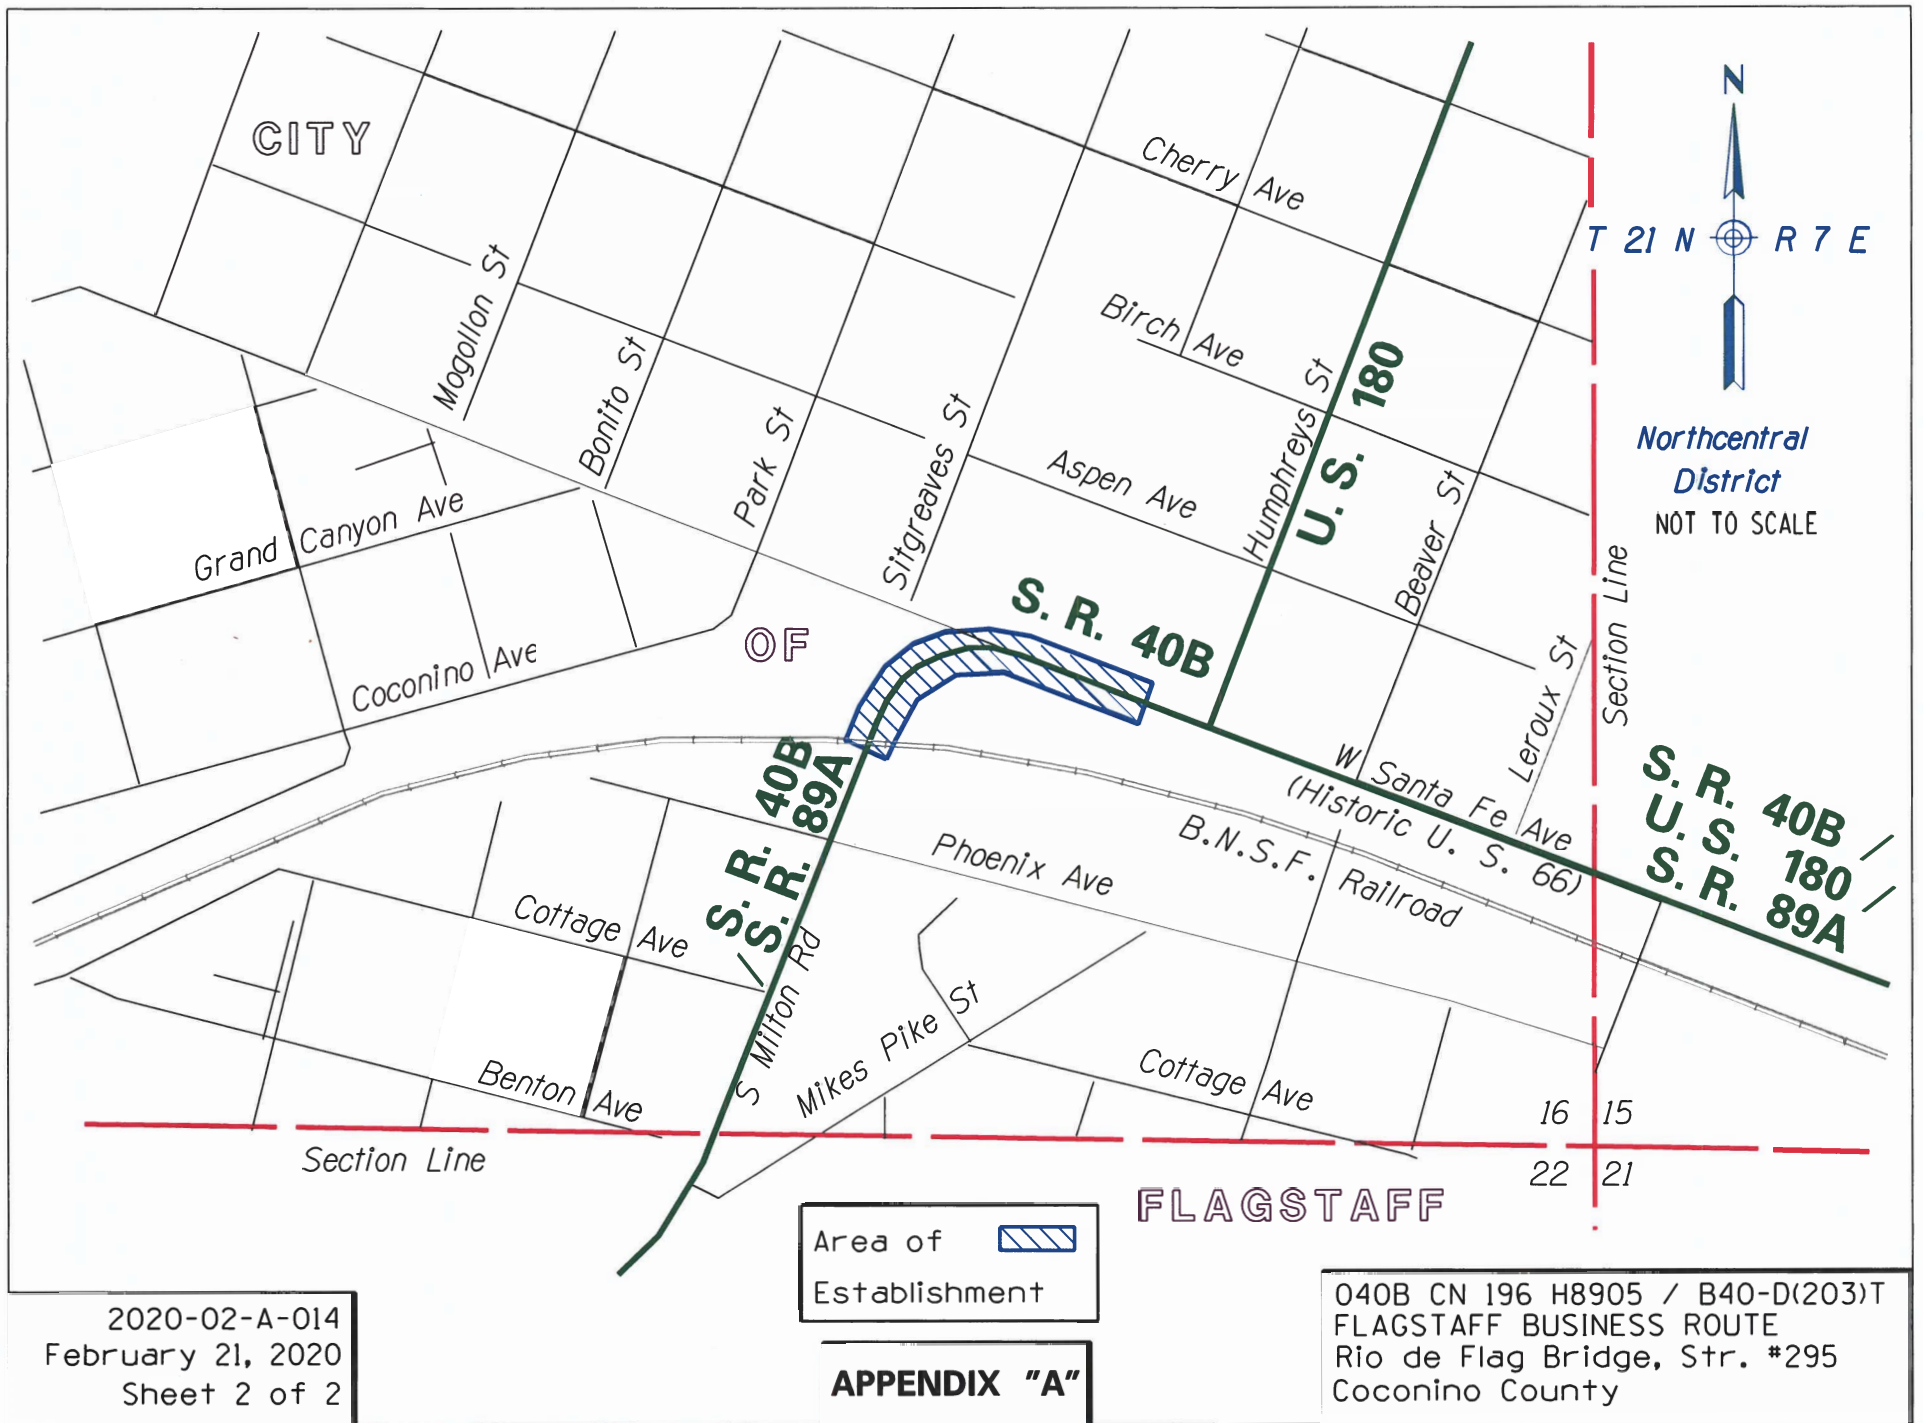 CITY
N
T 21 N R 7 E
Northcentral
District
NOT TO SCALE
Cherry Ave
Birch Ave
Mogollon St
Bonito St
Park St
Sitgreaves St
Aspen Ave
Humphreys St
U. S. 180
Beaver St
Leroux St
Section Line
Grand Canyon Ave
Coconino Ave
OF
S. R. 40B
W Santa Fe Ave
(Historic U. S. 66)
B.N.S.F. Railroad
S. R. 40B /
U. S. 180 /
S. R. 89A
S. R. 40B
/ S. R. 89A
S Milton Rd
Phoenix Ave
Cottage Ave
Mikes Pike St
Benton Ave
Cottage Ave
16 15
22 21
Section Line
FLAGSTAFF
Area of
Establishment
2020-02-A-014
February 21, 2020
Sheet 2 of 2
APPENDIX "A"
040B CN 196 H8905 / B40-D(203)T
FLAGSTAFF BUSINESS ROUTE
Rio de Flag Bridge, Str. #295
Coconino County